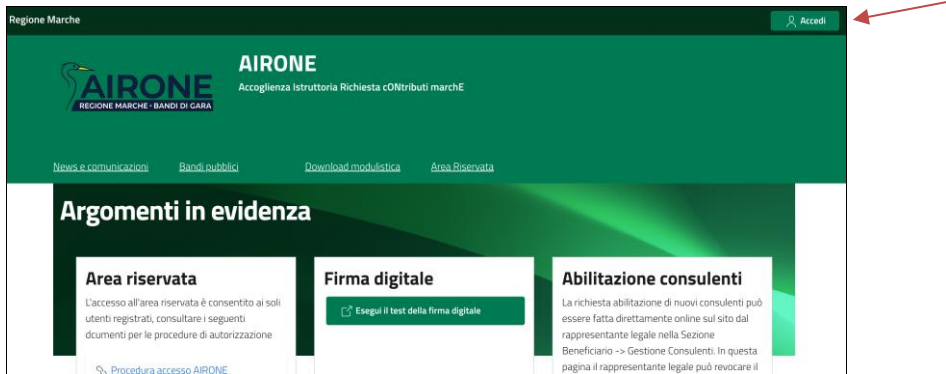 Regione Marche
Accedi
AIRONE
REGIONE MARCHE • BANDI DI GARA
AIRONE
Accoglienza Istruttoria Richiesta cONtributi marchE
News e comunicazioni
Bandi pubblici
Download modulistica
Area Riservata
Argomenti in evidenza
Area riservata
L'accesso all'area riservata è consentito ai soli
utenti registrati, consultare i seguenti
dcumenti per le procedure di autorizzazione
Procedura accesso AIRONE
Firma digitale
Esegui il test della firma digitale
Abilitazione consulenti
La richiesta abilitazione di nuovi consulenti può
essere fatta direttamente online sul sito dal
rappresentante legale nella Sezione
Beneficiario -> Gestione Consulenti. In questa
pagina il rappresentante legale può revocare il